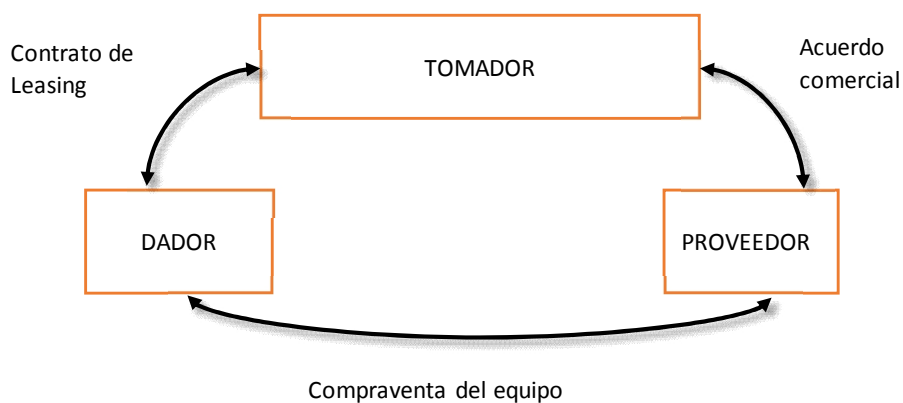 Contrato de
Leasing
TOMADOR
Acuerdo
comercial
DADOR
PROVEEDOR
Compraventa del equipo